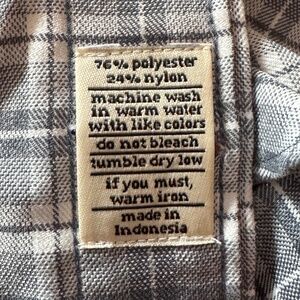 76% polyester
24% nylon
machine wash
in warm water
with like colors
do not bleach
tumble dry low
if you must,
warm iron
made in
Indonesia